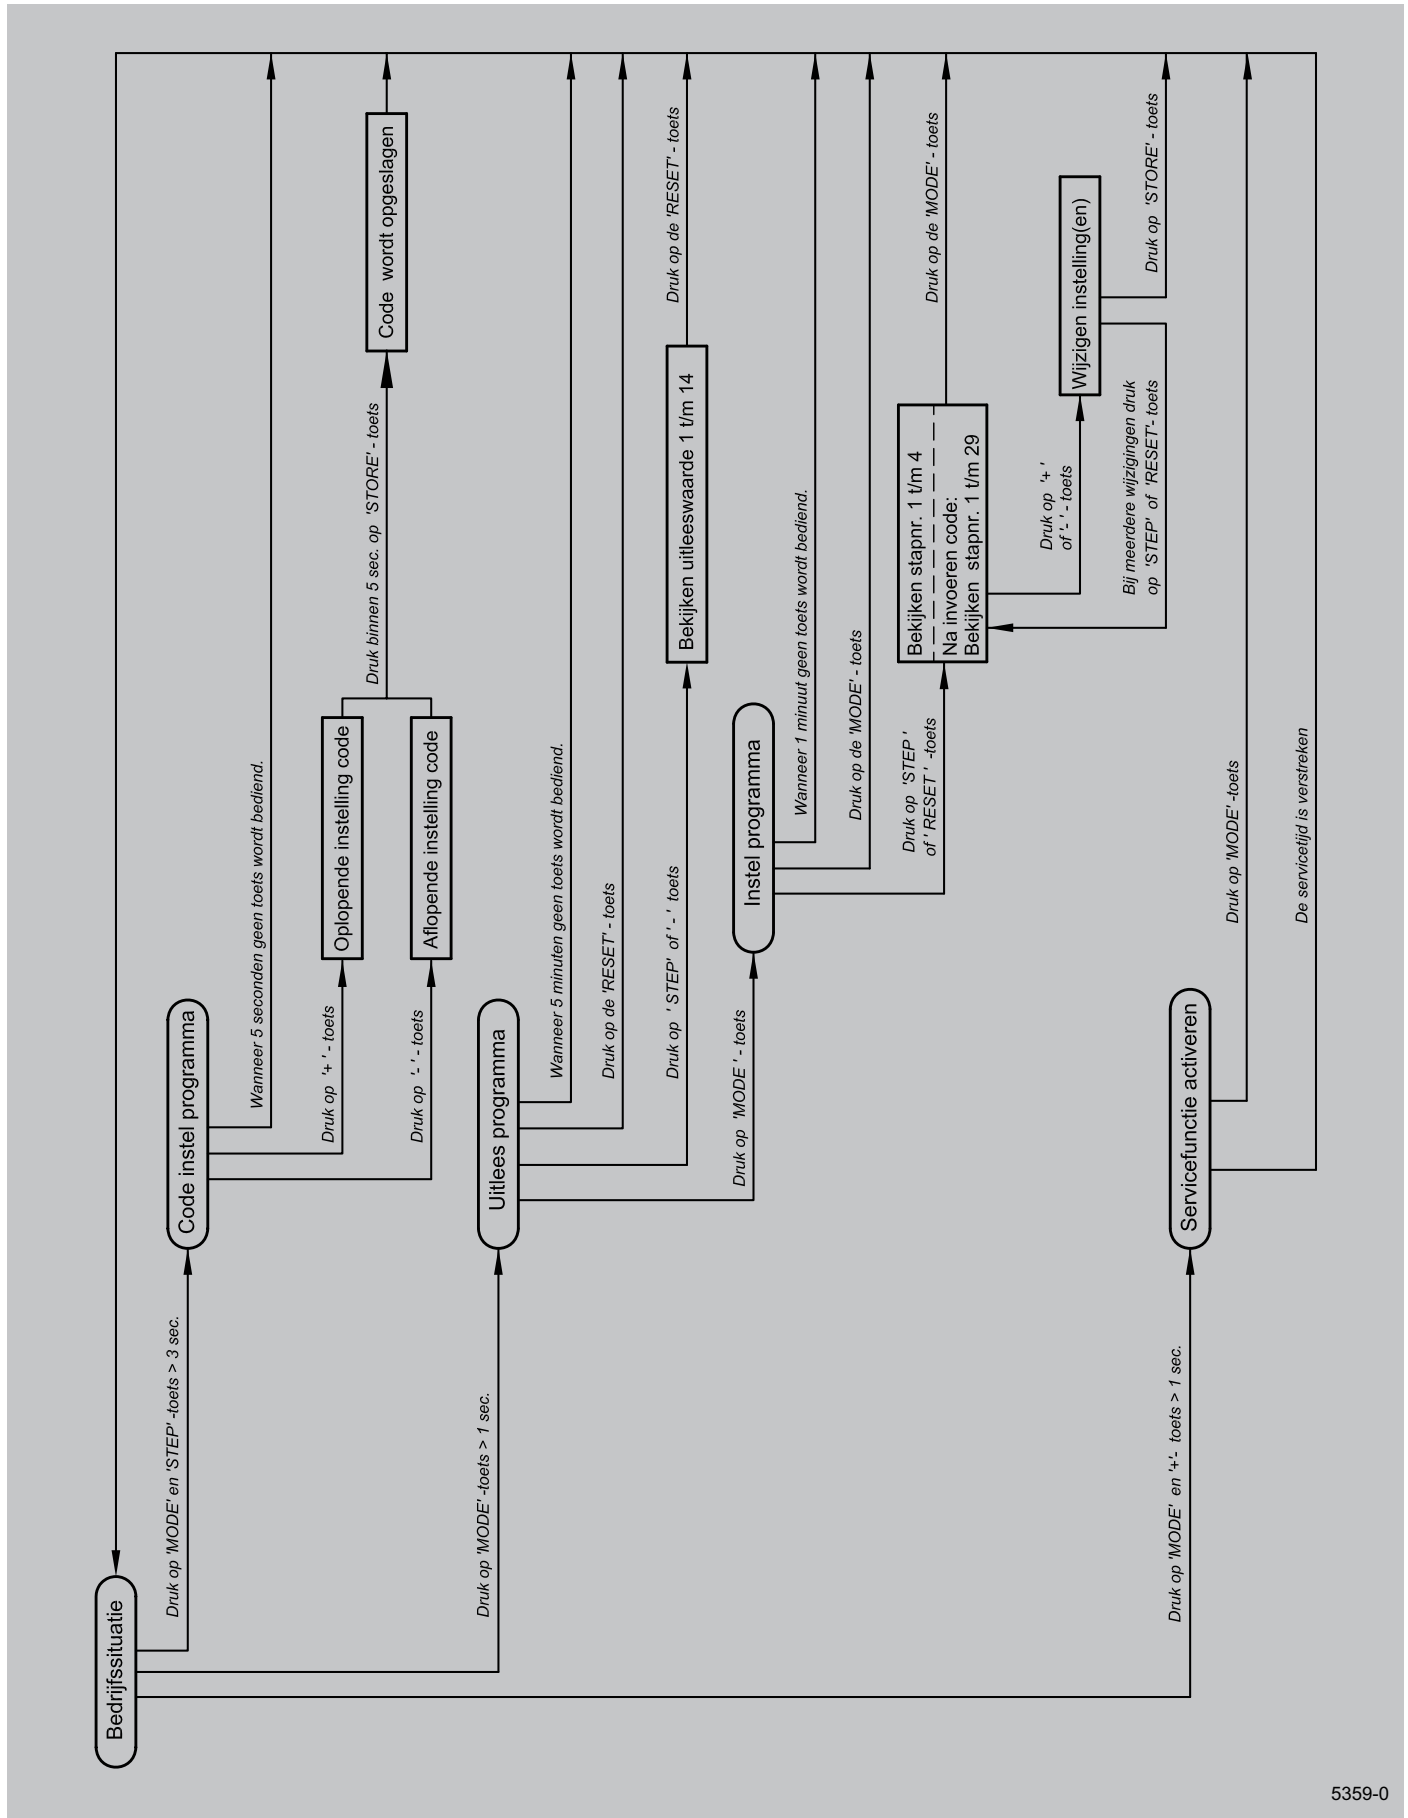 Bedrijfssituatie
Druk op 'MODE' en 'STEP' -toets > 3 sec.
Code instel programma
Wanneer 5 seconden geen toets wordt bediend.
Druk op '+ ' - toets
Oplopende instelling code
Druk op '- ' - toets
Aflopende instelling code
Druk binnen 5 sec. op 'STORE' - toets
Code wordt opgeslagen
Druk op 'MODE' -toets > 1 sec.
Uitlees programma
Wanneer 5 minuten geen toets wordt bediend.
Druk op de 'RESET' - toets
Druk op ' STEP' of ' - ' toets
Bekijken uitleeswaarde 1 t/m 14
Druk op de 'RESET' - toets
Druk op 'MODE ' - toets
Instel programma
Wanneer 1 minuut geen toets wordt bediend.
Druk op de 'MODE' - toets
Druk op 'STEP '
of ' RESET ' -toets
Bekijken stapnr. 1 t/m 4
Na invoeren code:
Bekijken stapnr. 1 t/m 29
Druk op de 'MODE' - toets
Druk op '+ '
of '- ' - toets
Wijzigen instelling(en)
Bij meerdere wijzigingen druk
op 'STEP' of 'RESET'- toets
Druk op 'STORE' - toets
Druk op 'MODE' en '+'- toets > 1 sec.
Servicefunctie activeren
Druk op 'MODE' -toets
De servicetijd is verstreken
5359-0